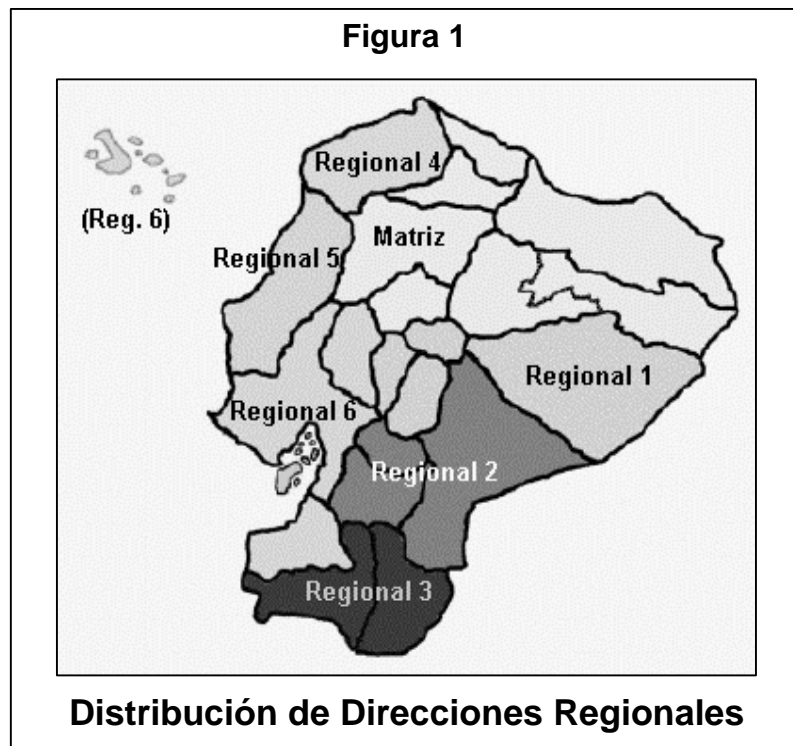 Figura 1
Regional 4
(Reg. 6)
Matriz
Regional 5
Regional 1
Regional 6
Regional 2
Regional 3
Distribución de Direcciones Regionales